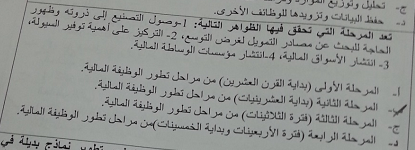 ج- تحليل وتوزيع الموارد
د- حفظ البيانات وتزويدها للوظائف الأخرى.
تعد المرحلة التي تحقق فيها الظواهر التالية: 1-وصول التصنيع إلى ذروته وظهور
الحاجة للبحث عن مصادر التمويل لغرض التوسع، 2- التركيز على أهمية توفير السيولة،
3- انتشار الأسواق المالية، 4-انتشار مؤسسات الوساطة المالية.
أ- المرحلة الأولى (بداية القرن العشرين) من مراحل تطور الوظيفة المالية.
ب- المرحلة الثانية (بداية العشرينيات) من مراحل تطور الوظيفة المالية.
ج- المرحلة الثالثة (فترة الثلاثينات) من مراحل تطور الوظيفة المالية.
د- المرحلة الرابعة (فترة الأربعينات وبداية الخمسينات) من مراحل تطور الوظيفة المالية.
تطوير نماذج بديلة في